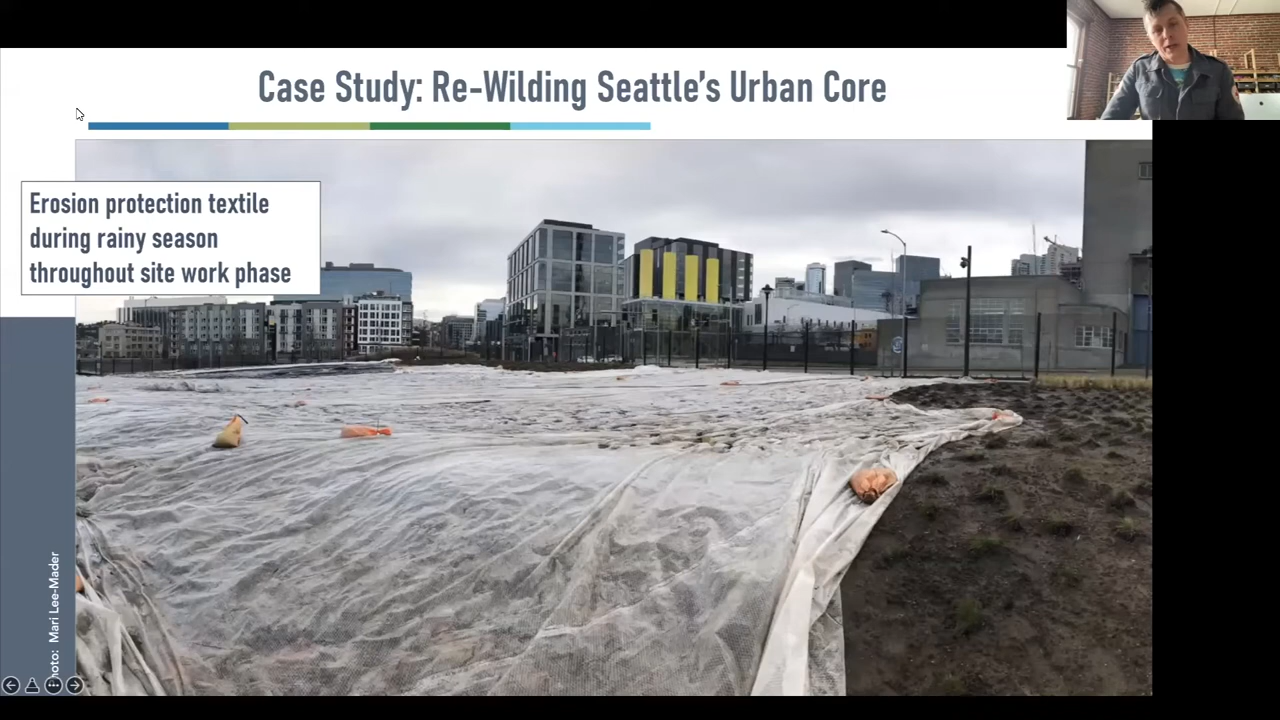 Case Study: Re-Wilding Seattle's Urban Core
Erosion protection textile
during rainy season
throughout site work phase
hoto: Mari Lee-Mader